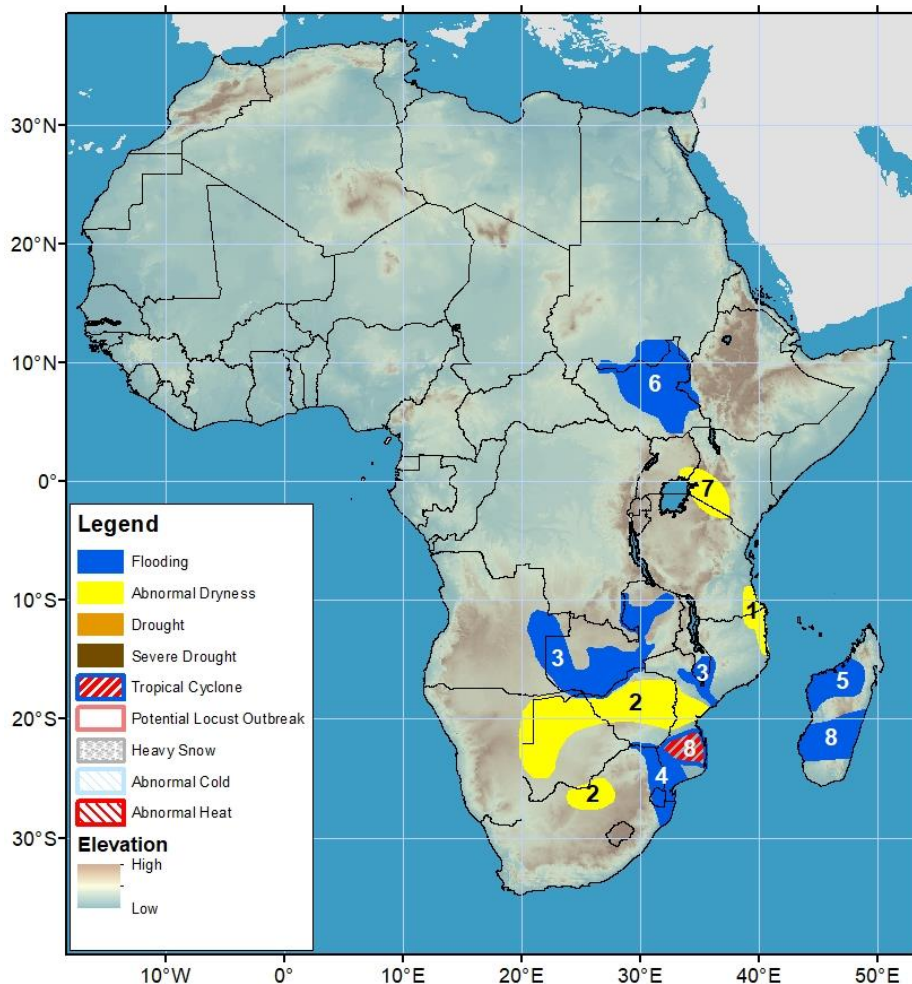 30°N
20°N
10°N
6
0°
7
Legend
Flooding
Abnormal Dryness
Drought
Severe Drought
Tropical Cyclone
Potential Locust Outbreak
Heavy Snow
Abnormal Cold
Abnormal Heat
Elevation
High
Low
10°S
1
3
3
5
20°S
2
8
8
4
2
30°S
10°W
0°
10°E
20°E
30°E
40°E
50°E